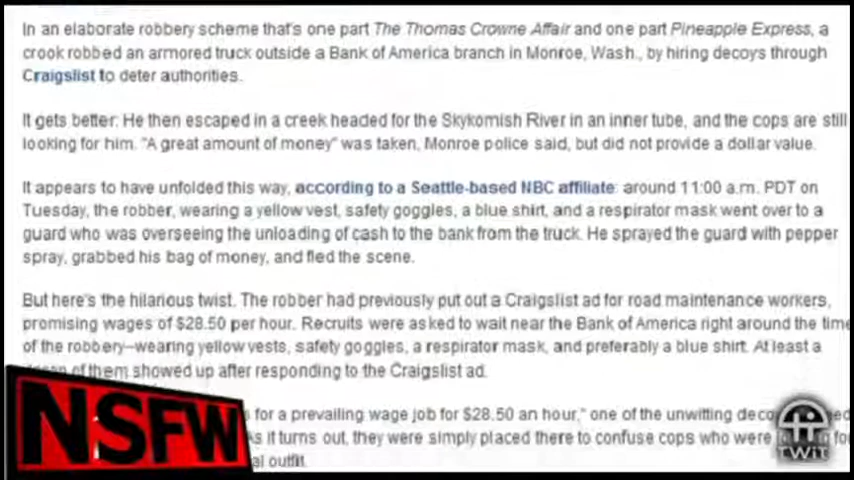 In an elaborate robbery scheme that's one part The Thomas Crowne Affair and one part Pineapple Express, a
crook robbed an armored truck outside a Bank of America branch in Monroe, Wash., by hiring decoys through
Craigslist to deter authorities.
It gets better: He then escaped in a creek headed for the Skykomish River in an inner tube, and the cops are still
looking for him. "A great amount of money" was taken, Monroe police said, but did not provide a dollar value.
It appears to have unfolded this way, according to a Seattle-based NBC affiliate: around 11:00 a.m. PDT on
Tuesday, the robber, wearing a yellow vest, safety goggles, a blue shirt, and a respirator mask went over to a
guard who was overseeing the unloading of cash to the bank from the truck. He sprayed the guard with pepper
spray, grabbed his bag of money, and fled the scene.
But here's the hilarious twist. The robber had previously put out a Craigslist ad for road maintenance workers,
promising wages of $28.50 per hour. Recruits were asked to wait near the Bank of America right around the time
of the robbery--wearing yellow vests, safety goggles, a respirator mask, and preferably a blue shirt. At least a
of them showed up after responding to the Craigslist ad.
for a prevailing wage job for $28.50 an hour," one of the unwitting
As it turns out, they were simply placed there to confuse cops who were
outfit.
NSFW
TWiT